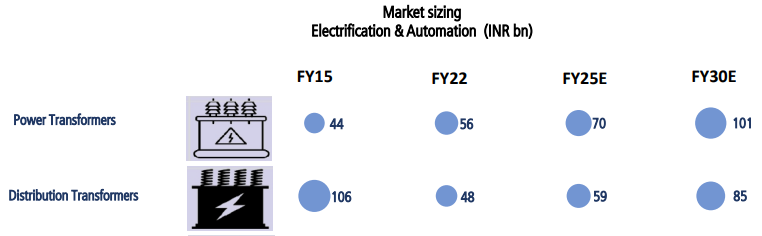 Market sizing
Electrification & Automation (INR bn)
FY15 FY22 FY25E FY30E
Power Transformers 44 56 70 101
Distribution Transformers 106 48 59 85